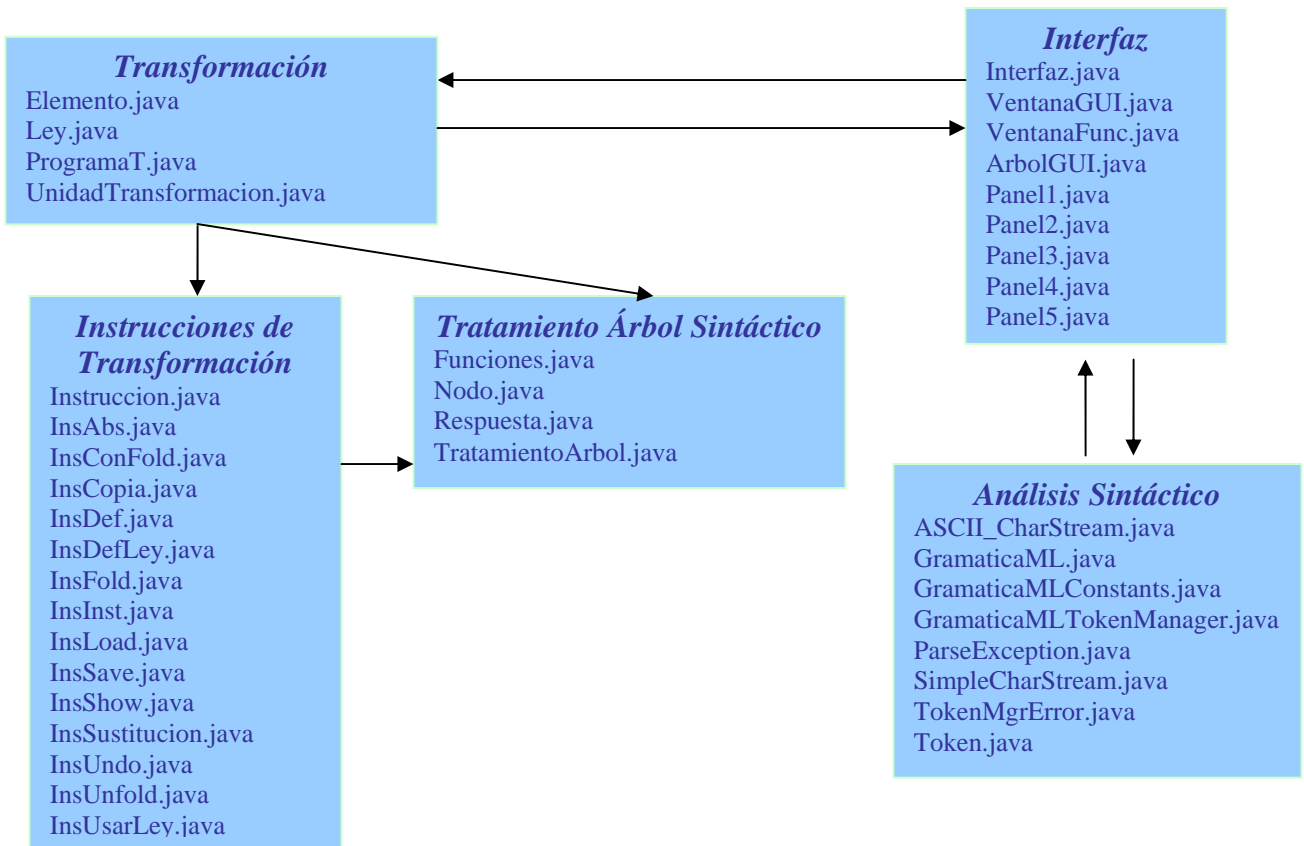 Transformación
Elemento.java
Ley.java
ProgramaT.java
UnidadTransformacion.java
Interfaz
Interfaz.java
VentanaGUI.java
VentanaFunc.java
ArbolGUI.java
Panel1.java
Panel2.java
Panel3.java
Panel4.java
Panel5.java
Instrucciones de
Transformación
Instruccion.java
InsAbs.java
InsConFold.java
InsCopia.java
InsDef.java
InsDefLey.java
InsFold.java
InsInst.java
InsLoad.java
InsSave.java
InsShow.java
InsSustitucion.java
InsUndo.java
InsUnfold.java
InsUsarLey.java
Tratamiento Árbol Sintáctico
Funciones.java
Nodo.java
Respuesta.java
TratamientoArbol.java
Análisis Sintáctico
ASCII_CharStream.java
GramaticaML.java
GramaticaMLConstants.java
GramaticaMLTokenManager.java
ParseException.java
SimpleCharStream.java
TokenMgrError.java
Token.java